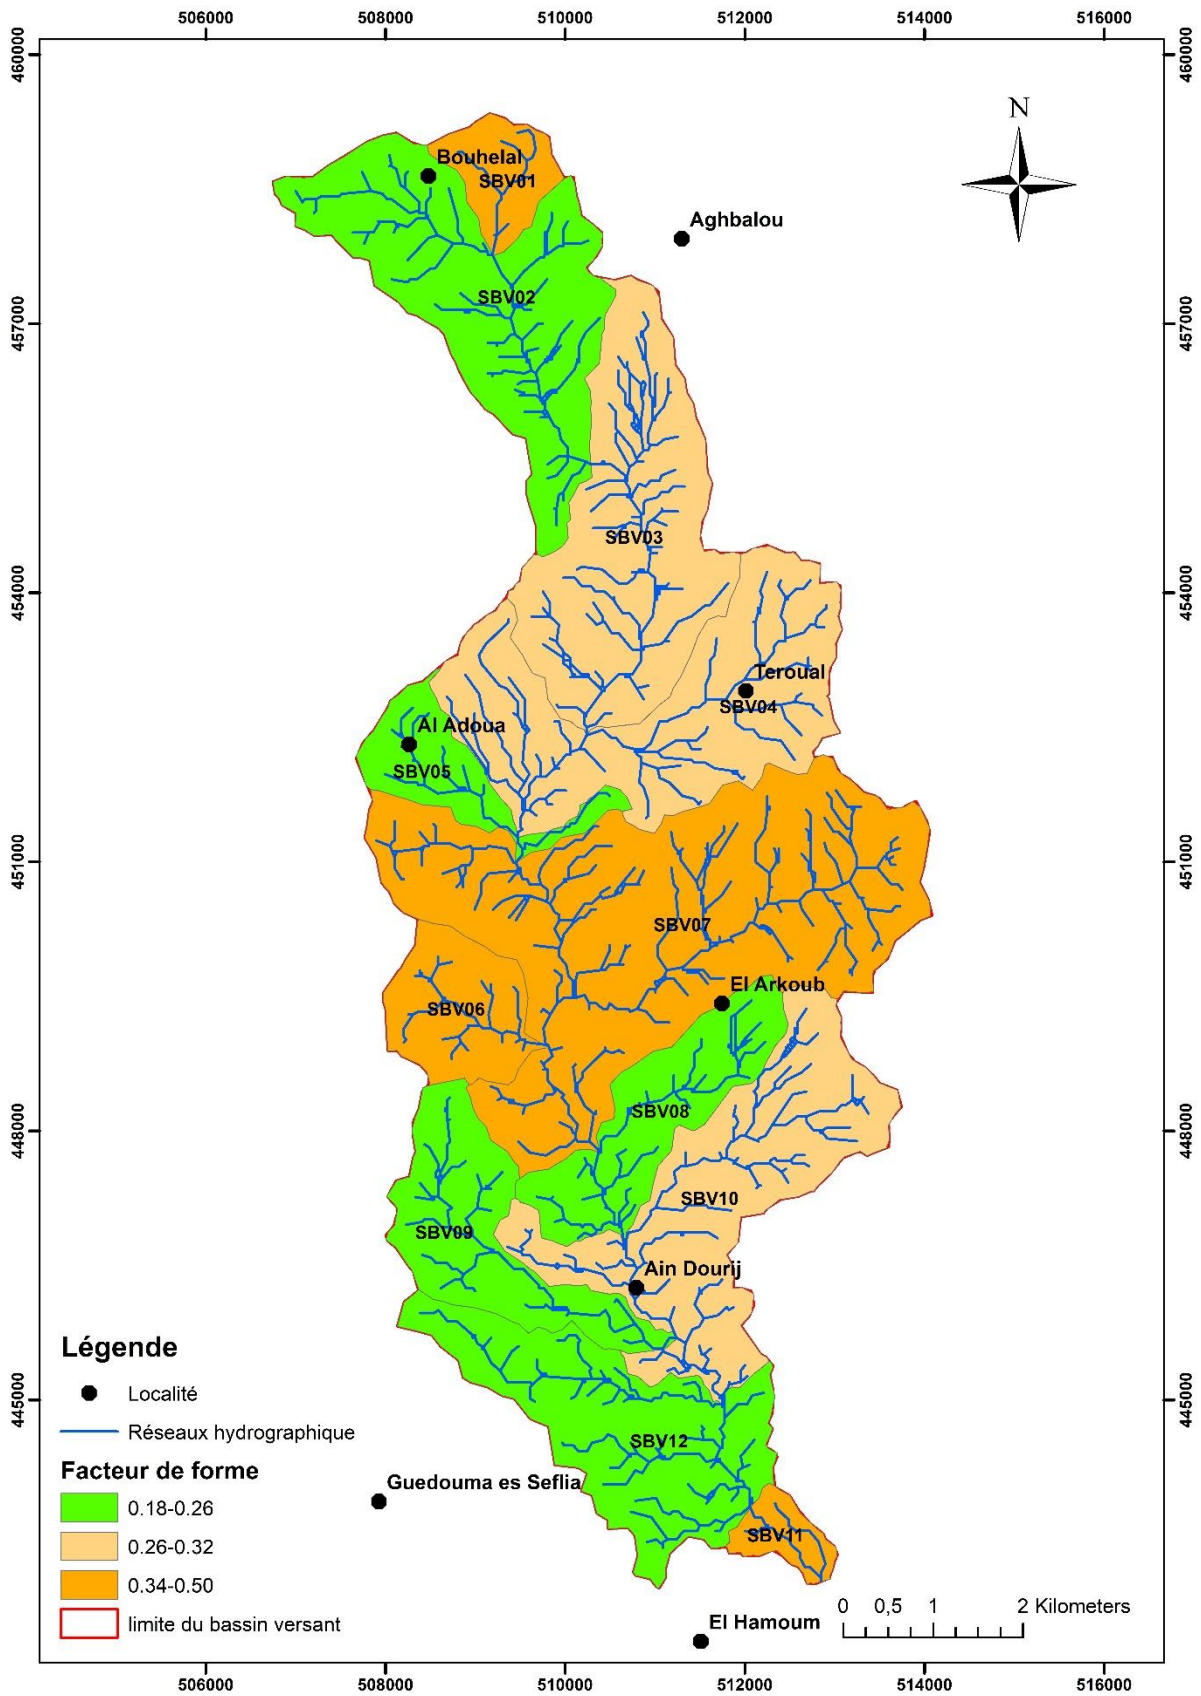 506000 508000 510000 512000 514000 516000
460000 460000
N
Bouhelal
SBV01
Aghbalou
SBV02
457000 457000
SBV03
454000 454000
Teroual
SBV04
Al Adoua
SBV05
451000 451000
SBV07
El Arkoub
SBV06
SBV08
448000 448000
SBV10
SBV09
Ain Dourij
Légende
Localité
445000 445000
Réseaux hydrographique
SBV12
Facteur de forme
Guedouma es Seflia
0.18-0.26
SBV11
0.26-0.32
0.34-0.50
0 0,5 1 2 Kilometers
limite du bassin versant
El Hamoum
506000 508000 510000 512000 514000 516000